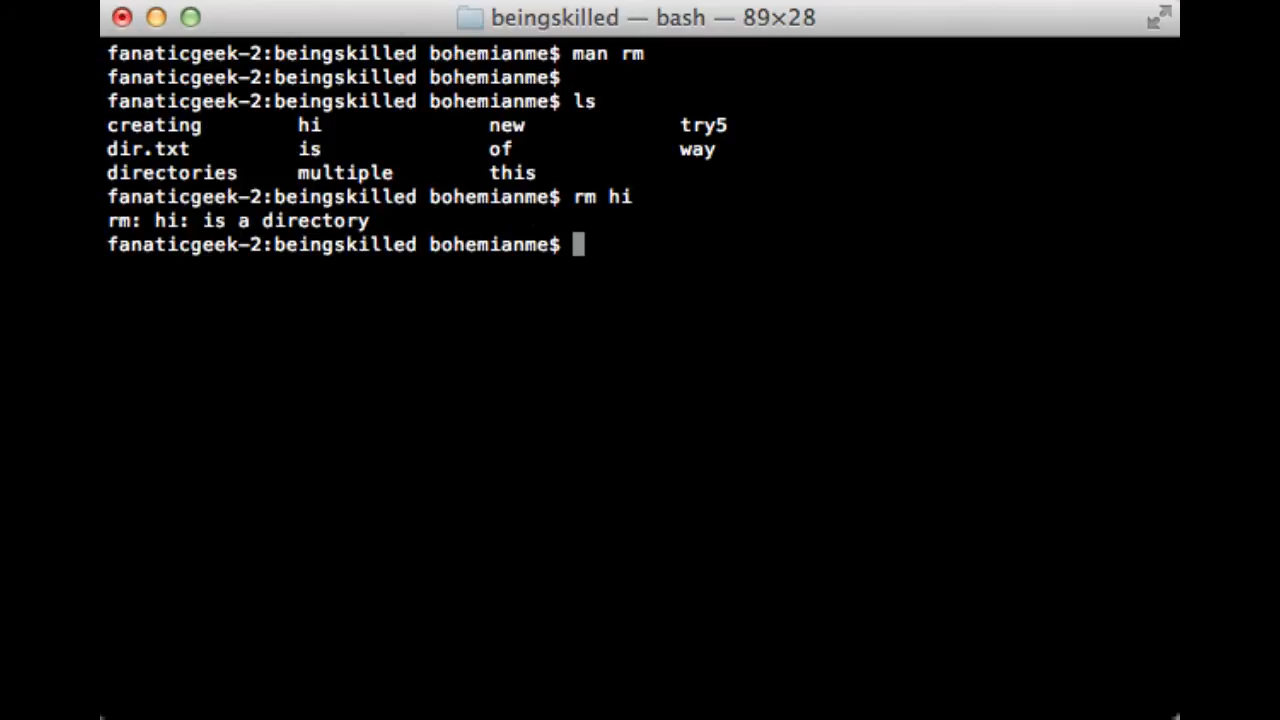 beingskilled — bash — 89×28
fanaticgeek-2:beingskilled bohemianme$ man rm
fanaticgeek-2:beingskilled bohemianme$
fanaticgeek-2:beingskilled bohemianme$ ls
creating hi new try5
dir.txt is of way
directories multiple this
fanaticgeek-2:beingskilled bohemianme$ rm hi
rm: hi: is a directory
fanaticgeek-2:beingskilled bohemianme$